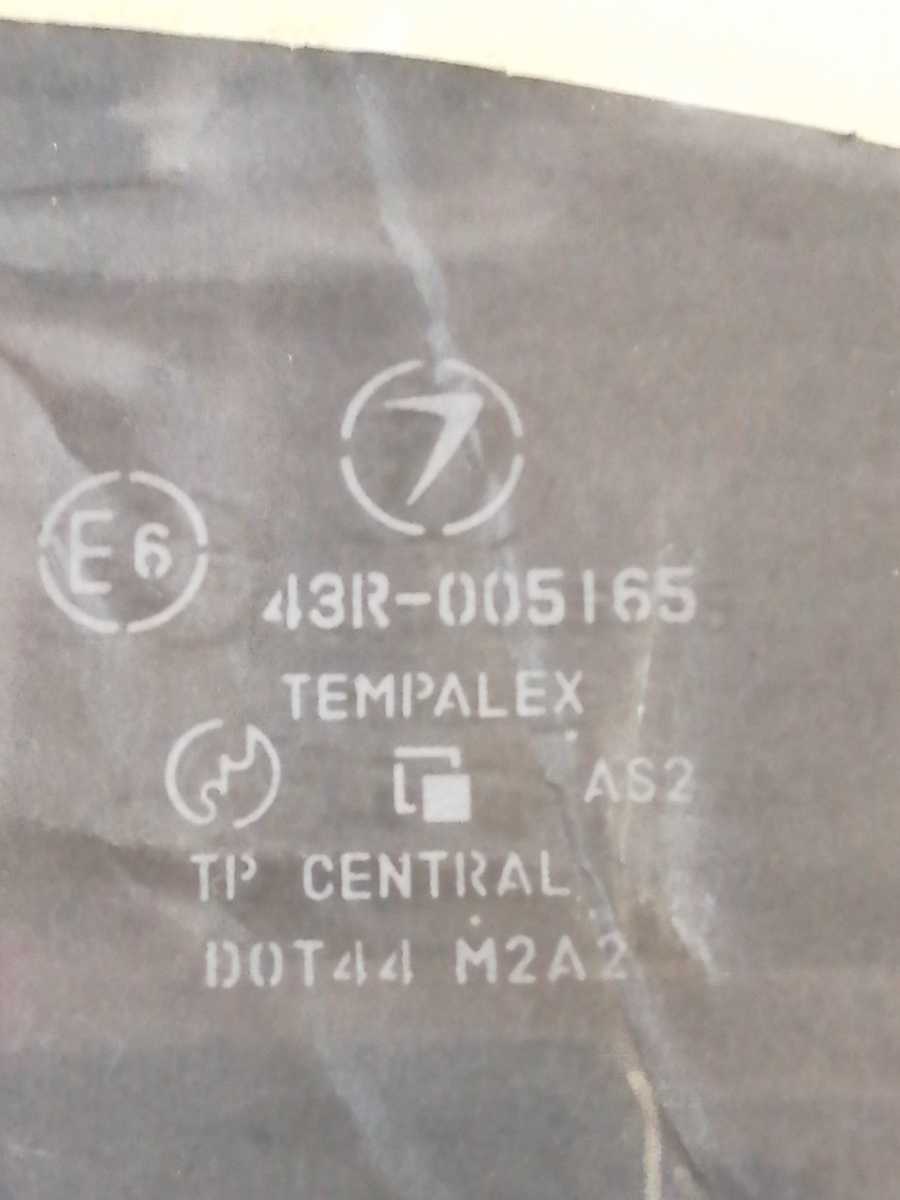 E6
43R-005165
TEMPALEX
AS2
TP CENTRAL
DOT44 M2A2